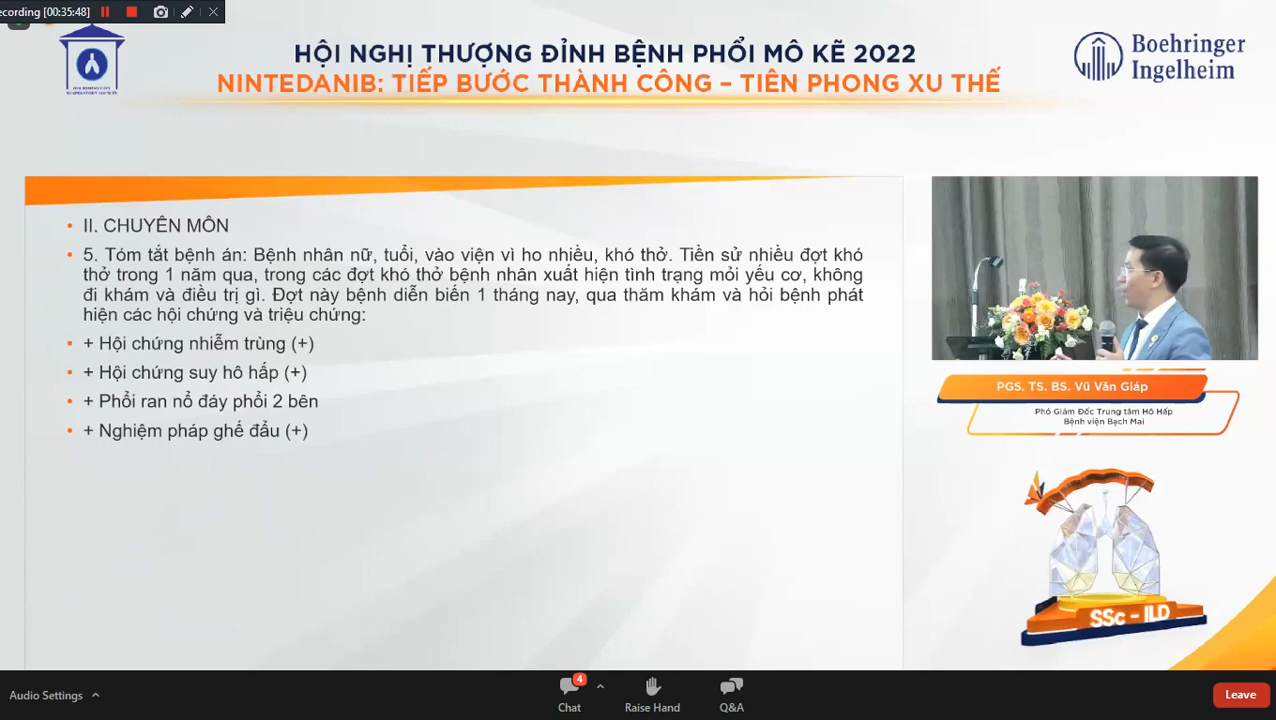 ecording [00:35:48]
HỘI NGHỊ THƯỢNG ĐỈNH BỆNH PHỔI MÔ KẼ 2022
NINTEDANIB: TIẾP BƯỚC THÀNH CÔNG – TIÊN PHONG XU THẾ
Boehringer
Ingelheim
• II. CHUYÊN MÔN
• 5. Tóm tắt bệnh án: Bệnh nhân nữ, tuổi, vào viện vì ho nhiều, khó thở. Tiền sử nhiều đợt khó
thở trong 1 năm qua, trong các đợt khó thở bệnh nhân xuất hiện tình trạng mỏi yếu cơ, không
đi khám và điều trị gì. Đợt này bệnh diễn biến 1 tháng nay, qua thăm khám và hỏi bệnh phát
hiện các hội chứng và triệu chứng:
• + Hội chứng nhiễm trùng (+)
• + Hội chứng suy hô hấp (+)
• + Phổi ran nổ đáy phổi 2 bên
• + Nghiệm pháp ghế đẩu (+)
PGS. TS. BS. Vũ Văn Giáp
Phó Giám Đốc Trung tâm Hô Hấp
Bệnh viện Bạch Mai
SSc - ILD
Audio Settings
4
Chat
Raise Hand
Q&A
Leave